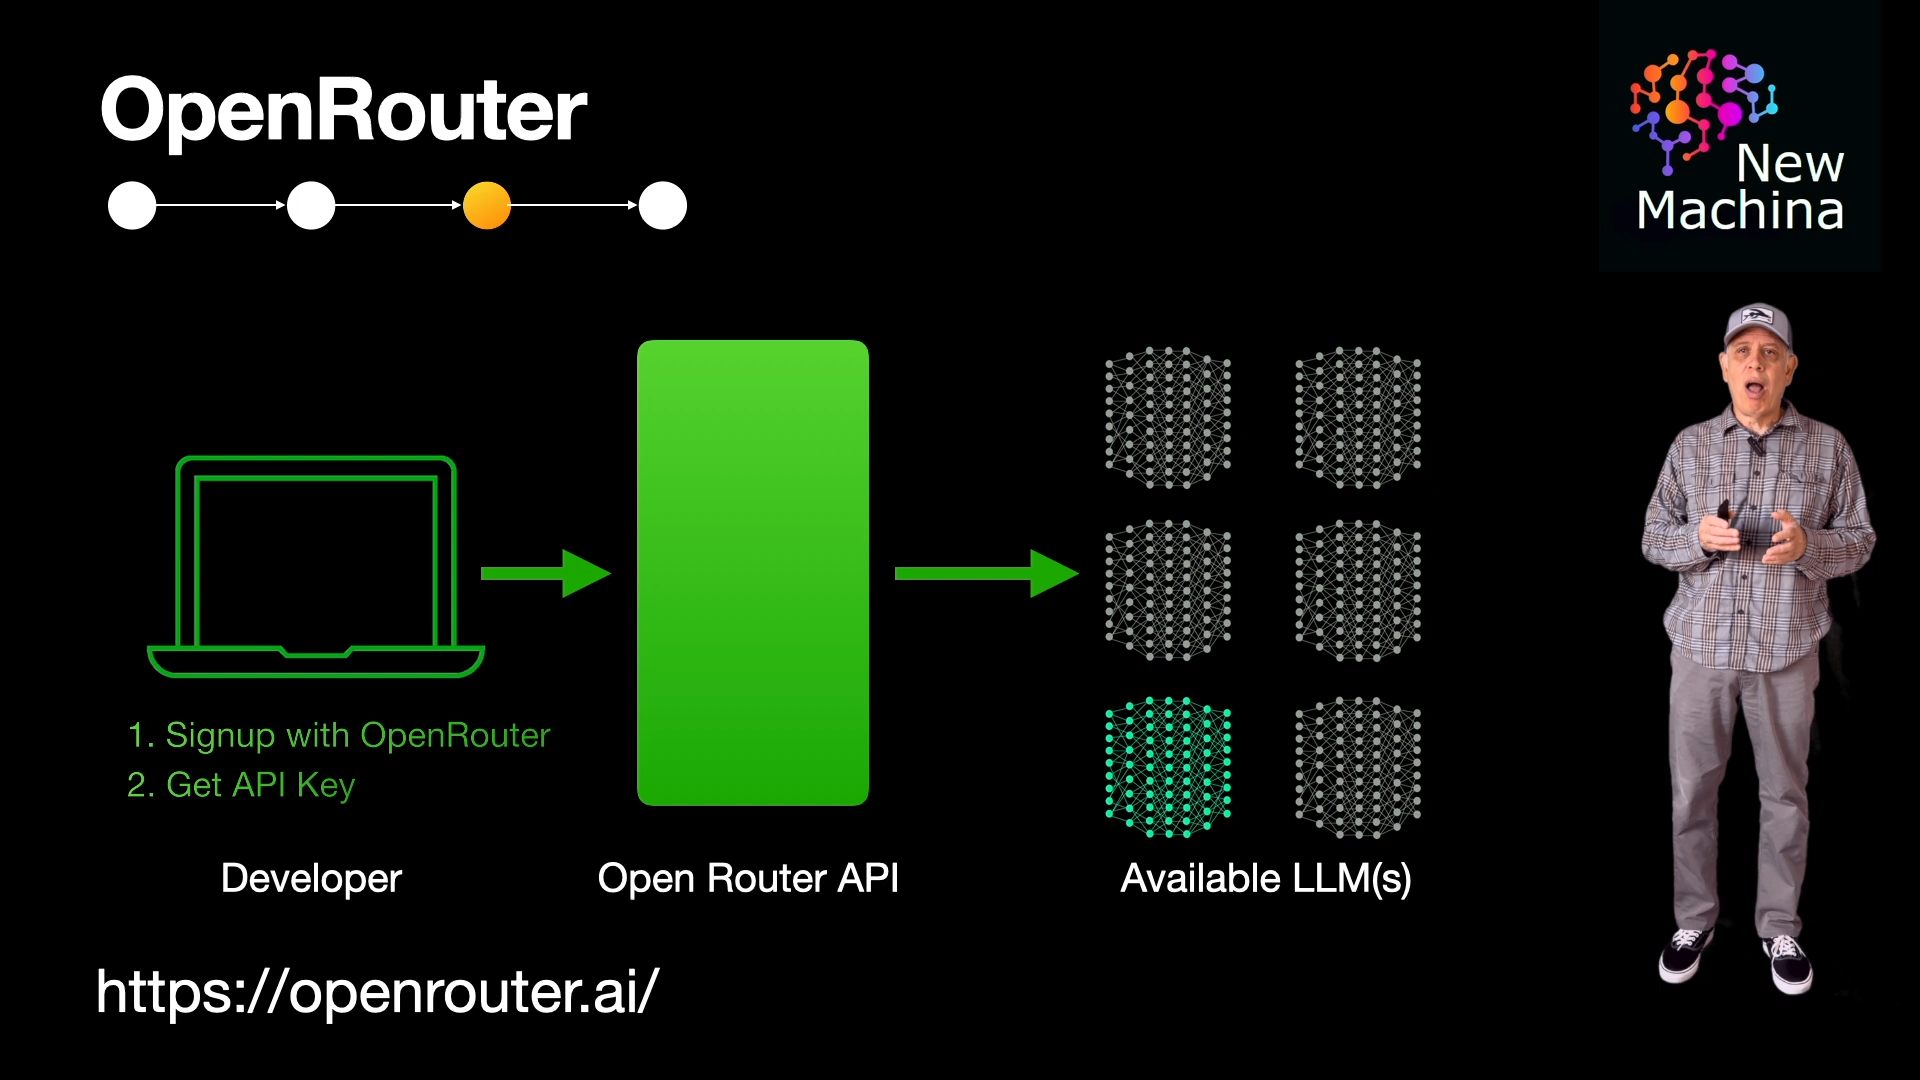 OpenRouter
New
Machina
1. Signup with OpenRouter
2. Get API Key
Developer
Open Router API
Available LLM(s)
https://openrouter.ai/